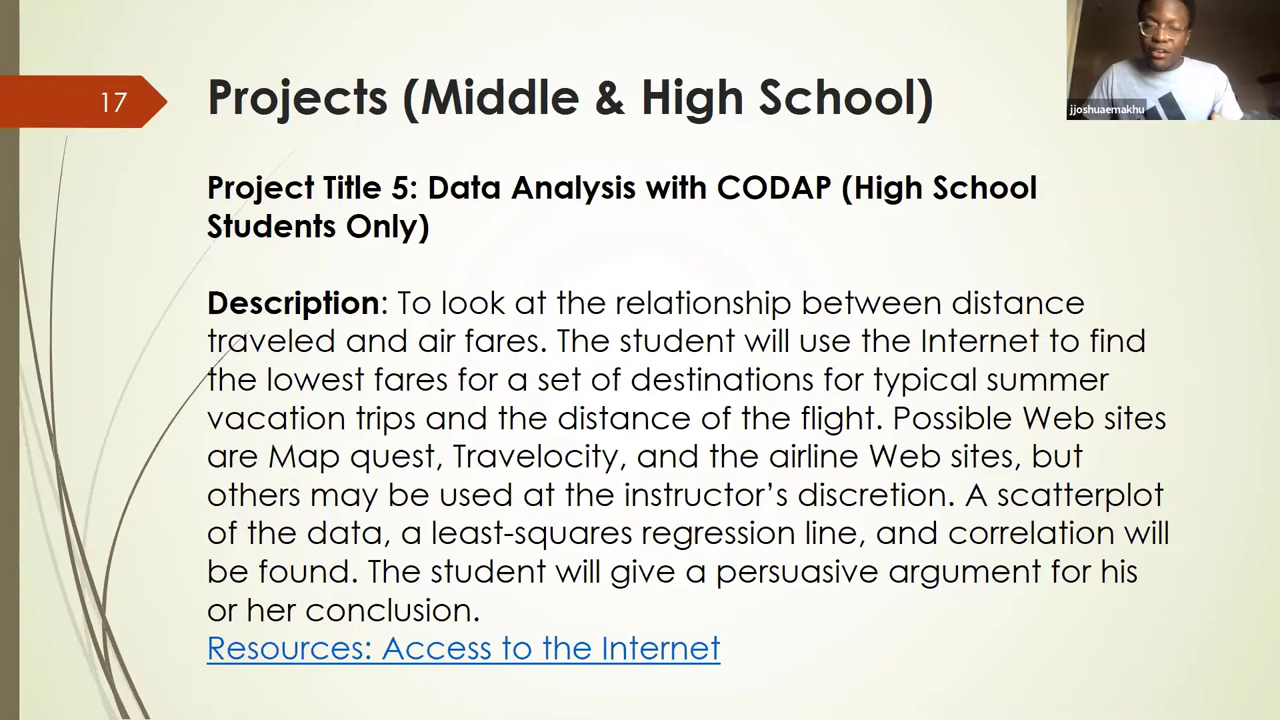 17
Projects (Middle & High School)
jjoshuaemakhu
Project Title 5: Data Analysis with CODAP (High School
Students Only)
Description: To look at the relationship between distance
traveled and air fares. The student will use the Internet to find
the lowest fares for a set of destinations for typical summer
vacation trips and the distance of the flight. Possible Web sites
are Map quest, Travelocity, and the airline Web sites, but
others may be used at the instructor’s discretion. A scatterplot
of the data, a least-squares regression line, and correlation will
be found. The student will give a persuasive argument for his
or her conclusion.
Resources: Access to the Internet